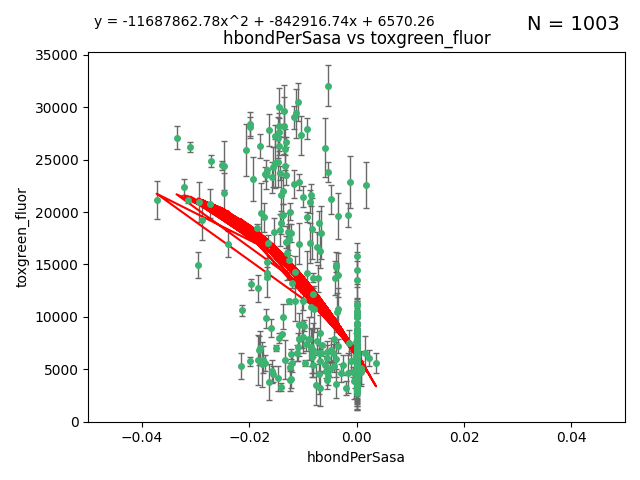 y = -11687862.78x^2 + -842916.74x + 6570.26
N = 1003
hbondPerSasa vs toxgreen_fluor
35000
30000
25000
20000
15000
10000
5000
0
toxgreen_fluor
−0.04
−0.02
0.00
0.02
0.04
hbondPerSasa